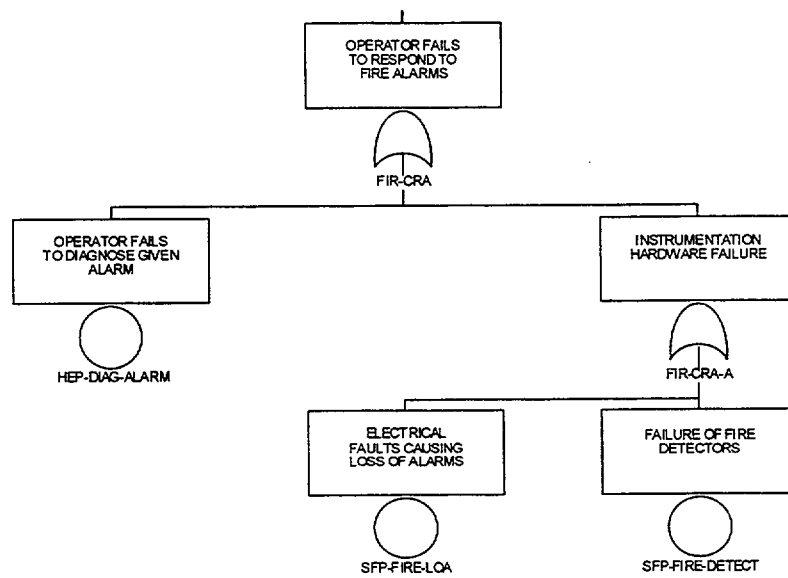 OPERATOR FAILS
TO RESPOND TO
FIRE ALARMS
FIR-CRA
OPERATOR FAILS
TO DIAGNOSE GIVEN
ALARM
HEP-DIAG-ALARM
INSTRUMENTATION
HARDWARE FAILURE
FIR-CRA-A
ELECTRICAL
FAULTS CAUSING
LOSS OF ALARMS
SFP-FIRE-LOA
FAILURE OF FIRE
DETECTORS
SFP-FIRE-DETECT